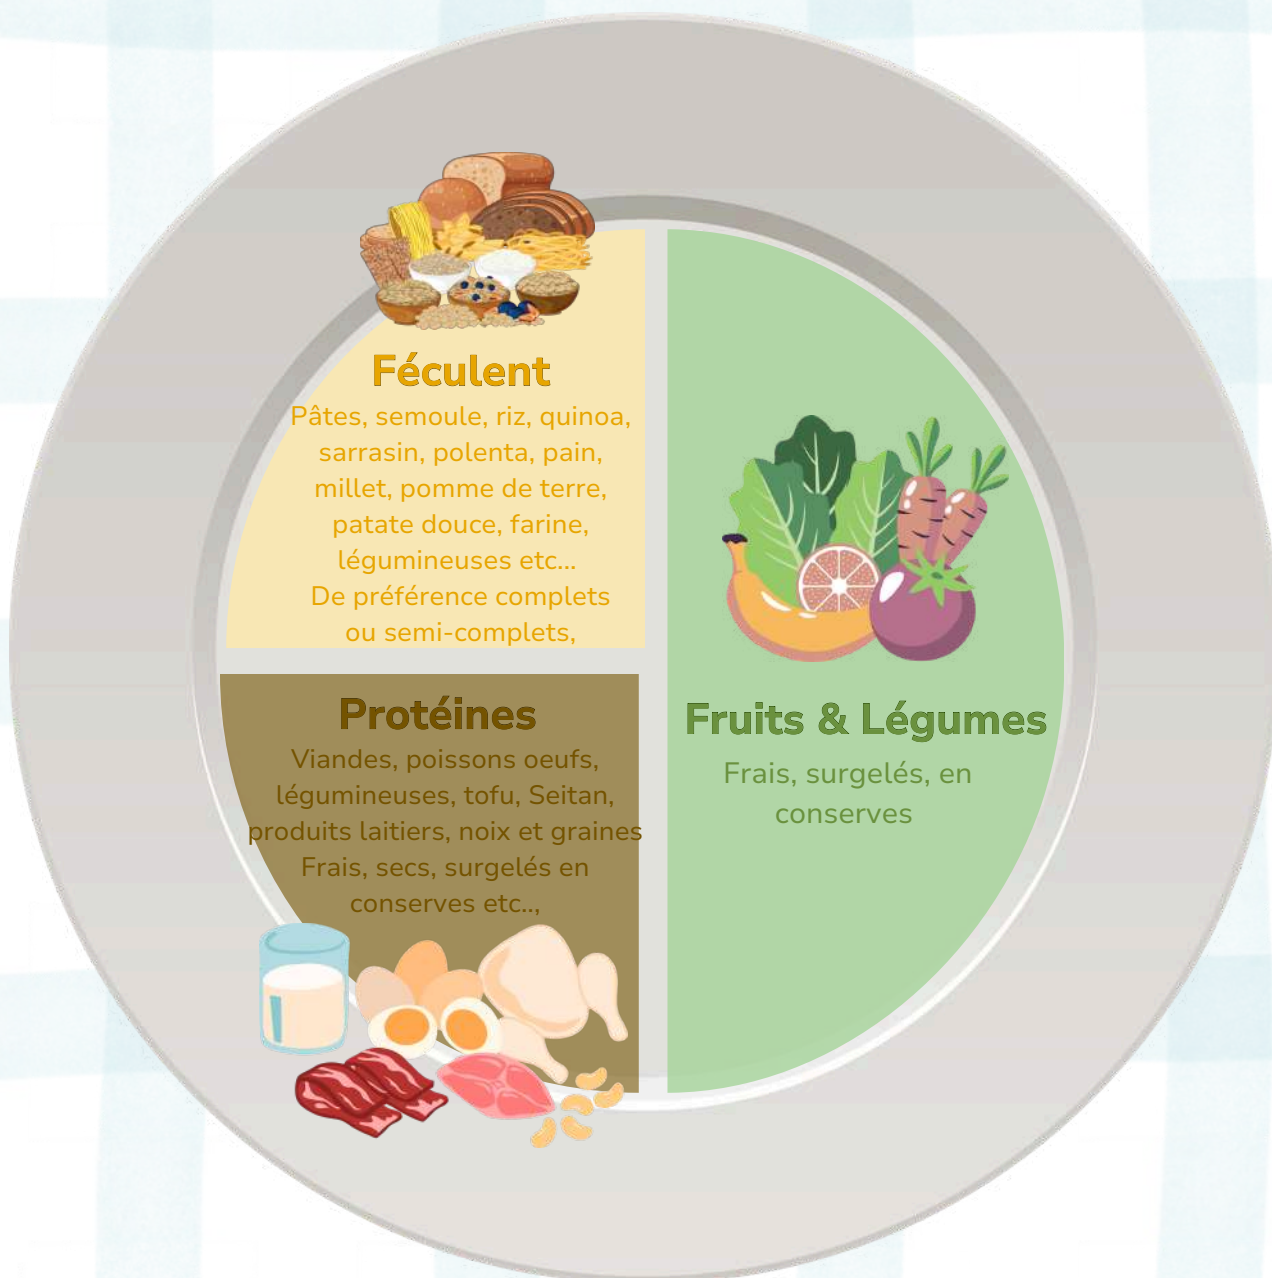 Féculent
Pâtes, semoule, riz, quinoa,
sarrasin, polenta, pain,
millet, pomme de terre,
patate douce, farine,
légumineuses etc...
De préférence complets
ou semi-complets,
Protéines
Viandes, poissons oeufs,
légumineuses, tofu, Seitan,
produits laitiers, noix et graines
Frais, secs, surgelés en
conserves etc..,
Fruits & Légumes
Frais, surgelés, en
conserves